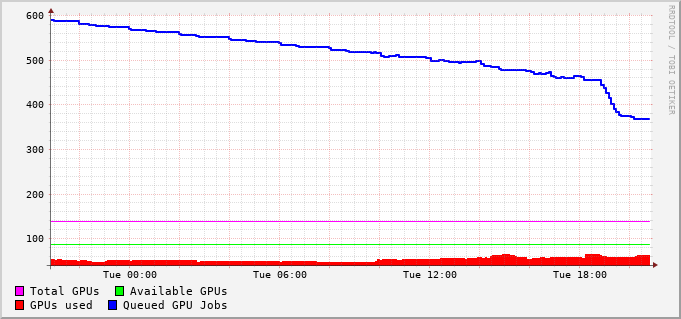 600
500
400
300
200
100
Tue 00:00 Tue 06:00 Tue 12:00 Tue 18:00
Total GPUs Available GPUs
GPUs used Queued GPU Jobs
RRDTOOL / TOBI OETIKER